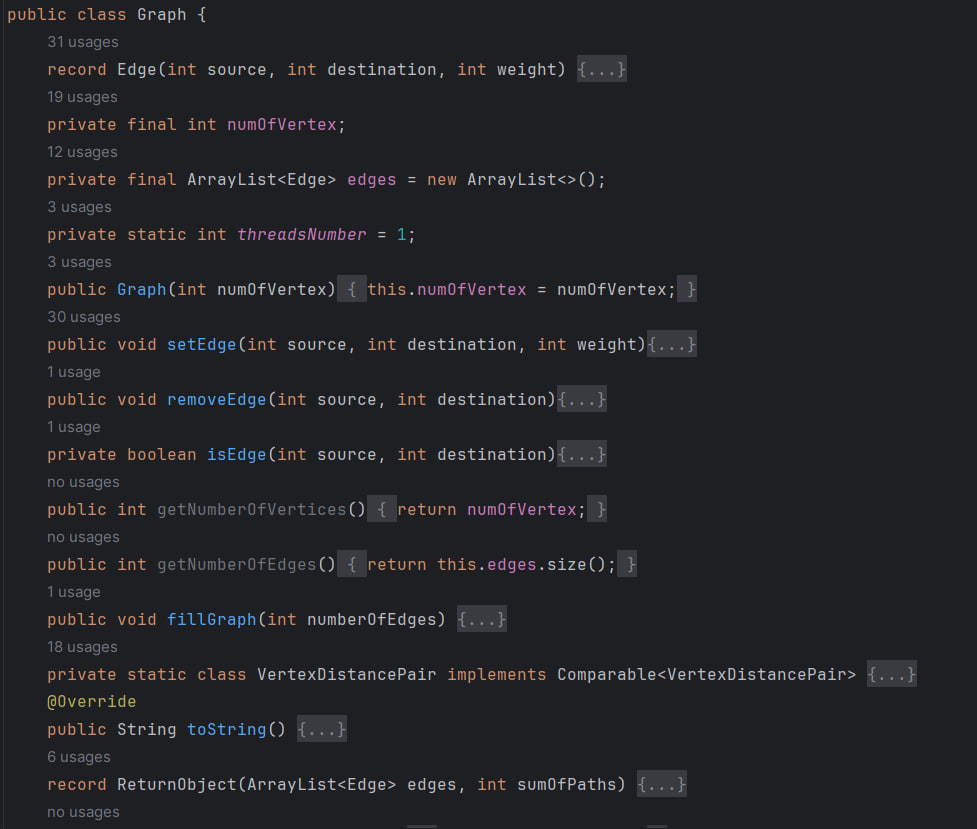 public class Graph {
31 usages
record Edge(int source, int destination, int weight) {...}
19 usages
private final int numOfVertex;
12 usages
private final ArrayList<Edge> edges = new ArrayList<>();
3 usages
private static int threadsNumber = 1;
3 usages
public Graph(int numOfVertex) { this.numOfVertex = numOfVertex; }
30 usages
public void setEdge(int source, int destination, int weight){...}
1 usage
public void removeEdge(int source, int destination){...}
1 usage
private boolean isEdge(int source, int destination){...}
no usages
public int getNumberOfVertices() { return numOfVertex; }
no usages
public int getNumberOfEdges() { return this.edges.size(); }
1 usage
public void fillGraph(int numberOfEdges) {...}
18 usages
private static class VertexDistancePair implements Comparable<VertexDistancePair> {...}
@Override
public String toString() {...}
6 usages
record ReturnObject(ArrayList<Edge> edges, int sumOfPaths) {...}
no usages